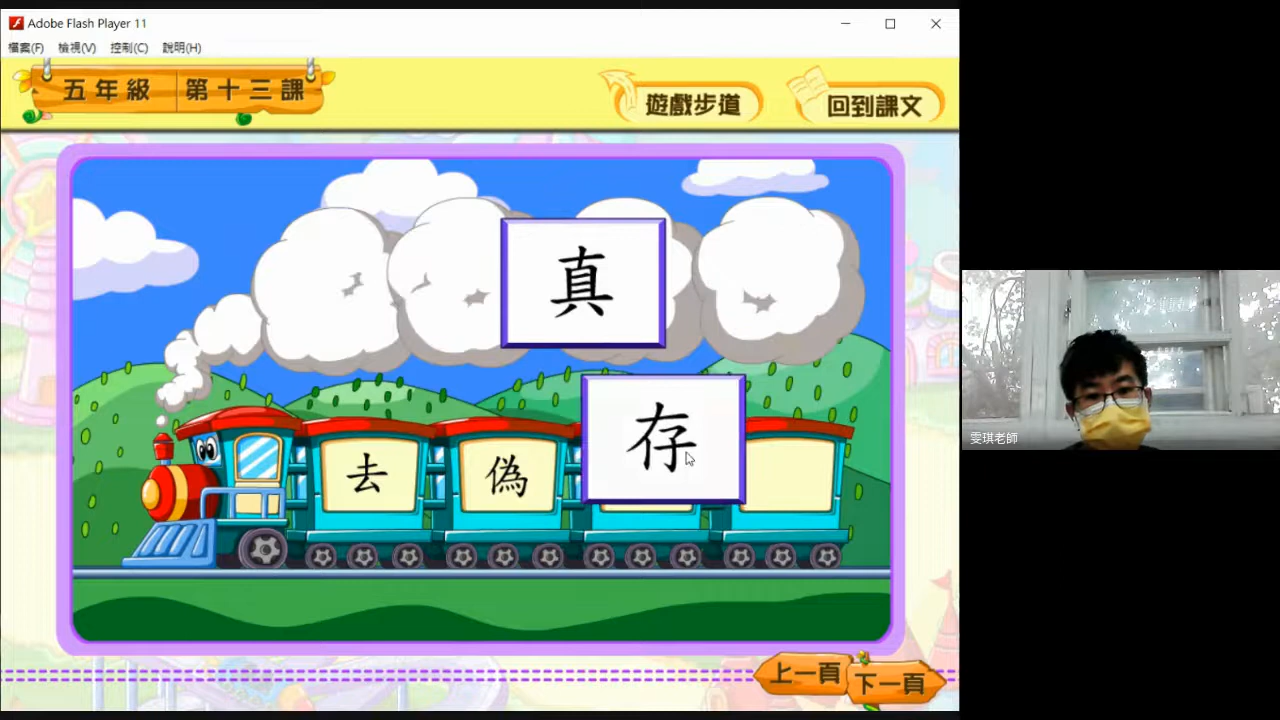 Adobe Flash Player 11
檔案(F) 檢視(V) 控制(C) 說明(H)
五年級 第十三課
遊戲步道
回到課文
真
存
去
偽
雯琪老師
上一頁
下一頁